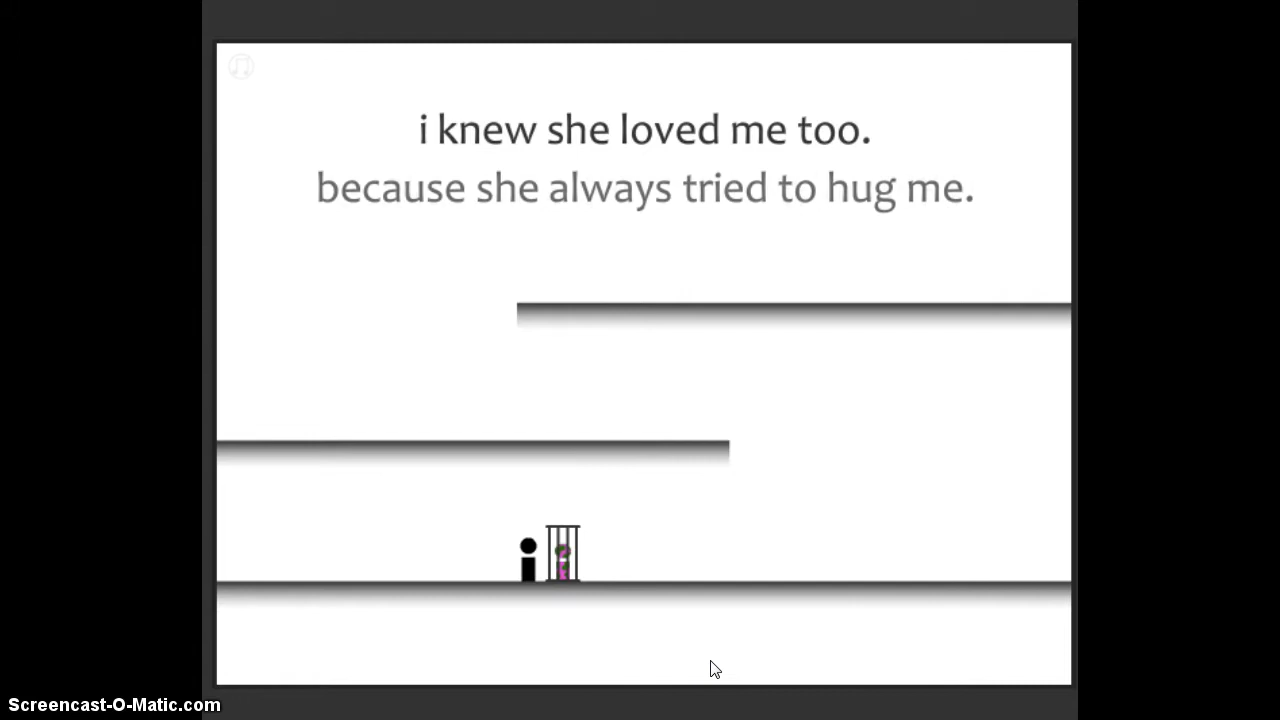 i knew she loved me too.
because she always tried to hug me.
Screencast-O-Matic.com